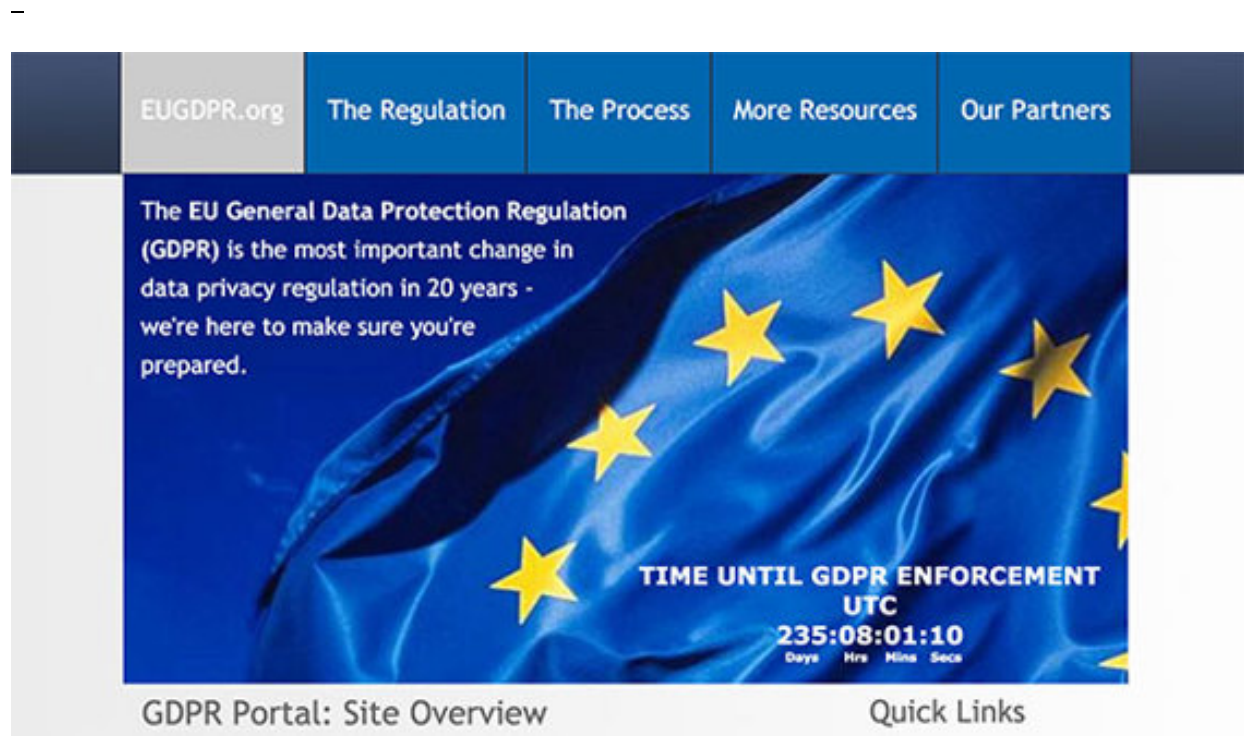 –
EUGDPR.org The Regulation The Process More Resources Our Partners
The EU General Data Protection Regulation
(GDPR) is the most important change in
data privacy regulation in 20 years -
we're here to make sure you're
prepared.
TIME UNTIL GDPR ENFORCEMENT
UTC
235:08:01:10
Days Hrs Mins Secs
GDPR Portal: Site Overview Quick Links